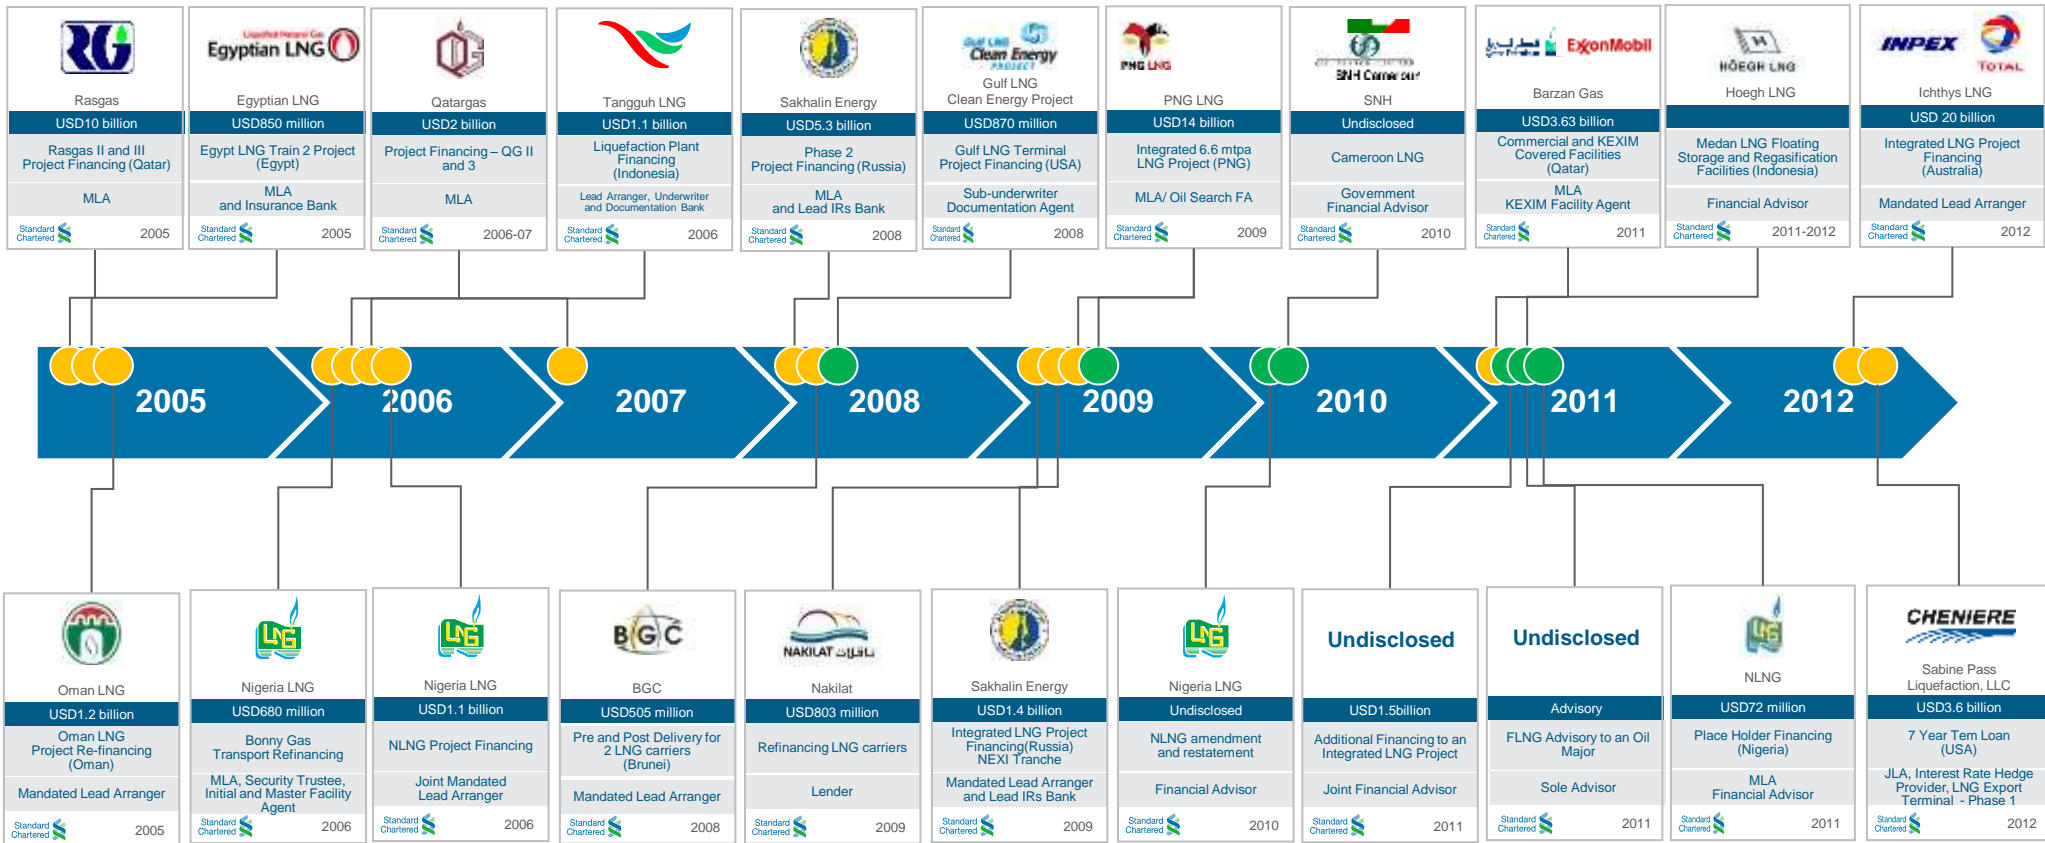 RG
Rasgas
USD10 billion
Rasgas II and III
Project Financing (Qatar)
MLA
Standard
Chartered
2005
Liquefied Natural Gas
Egyptian LNG
Egyptian LNG
USD850 million
Egypt LNG Train 2 Project
(Egypt)
MLA
and Insurance Bank
Standard
Chartered
2005
Qatargas
USD2 billion
Project Financing – QG II
and 3
MLA
Standard
Chartered
2006-07
Tangguh LNG
USD1.1 billion
Liquefaction Plant
Financing
(Indonesia)
Lead Arranger, Underwriter
and Documentation Bank
Standard
Chartered
2006
Sakhalin Energy
USD5.3 billion
Phase 2
Project Financing (Russia)
MLA
and Lead IRs Bank
Standard
Chartered
2008
Gulf LNG
Clean Energy
PROJECT
Gulf LNG
Clean Energy Project
USD870 million
Gulf LNG Terminal
Project Financing (USA)
Sub-underwriter
Documentation Agent
Standard
Chartered
2008
PNG LNG
PNG LNG
USD14 billion
Integrated 6.6 mtpa
LNG Project (PNG)
MLA/ Oil Search FA
Standard
Chartered
2009
SNH Cameroun
SNH
Undisclosed
Cameroon LNG
Government
Financial Advisor
Standard
Chartered
2010
ExxonMobil
Barzan Gas
USD3.63 billion
Commercial and KEXIM
Covered Facilities
(Qatar)
MLA
KEXIM Facility Agent
Standard
Chartered
2011
HÖEGH LNG
Hoegh LNG
Medan LNG Floating
Storage and Regasification
Facilities (Indonesia)
Financial Advisor
Standard
Chartered
2011-2012
INPEX
TOTAL
Ichthys LNG
USD 20 billion
Integrated LNG Project
Financing
(Australia)
Mandated Lead Arranger
Standard
Chartered
2012
2005
2006
2007
2008
2009
2010
2011
2012
Oman LNG
USD1.2 billion
Oman LNG
Project Re-financing
(Oman)
Mandated Lead Arranger
Standard
Chartered
2005
LNG
Nigeria LNG
USD680 million
Bonny Gas
Transport Refinancing
MLA, Security Trustee,
Initial and Master Facility
Agent
Standard
Chartered
2006
LNG
Nigeria LNG
USD1.1 billion
NLNG Project Financing
Joint Mandated
Lead Arranger
Standard
Chartered
2006
BGC
BGC
USD505 million
Pre and Post Delivery for
2 LNG carriers
(Brunei)
Mandated Lead Arranger
Standard
Chartered
2008
NAKILAT ناقلات
Nakilat
USD803 million
Refinancing LNG carriers
Lender
Standard
Chartered
2009
Sakhalin Energy
USD1.4 billion
Integrated LNG Project
Financing(Russia)
NEXI Tranche
Mandated Lead Arranger
and Lead IRs Bank
Standard
Chartered
2009
LNG
Nigeria LNG
Undisclosed
NLNG amendment
and restatement
Financial Advisor
Standard
Chartered
2010
Undisclosed
USD1.5billion
Additional Financing to an
Integrated LNG Project
Joint Financial Advisor
Standard
Chartered
2011
Undisclosed
Advisory
FLNG Advisory to an Oil
Major
Sole Advisor
Standard
Chartered
2011
LNG
NLNG
USD72 million
Place Holder Financing
(Nigeria)
MLA
Financial Advisor
Standard
Chartered
2011
CHENIERE
Sabine Pass
Liquefaction, LLC
USD3.6 billion
7 Year Tem Loan
(USA)
JLA, Interest Rate Hedge
Provider, LNG Export
Terminal - Phase 1
Standard
Chartered
2012